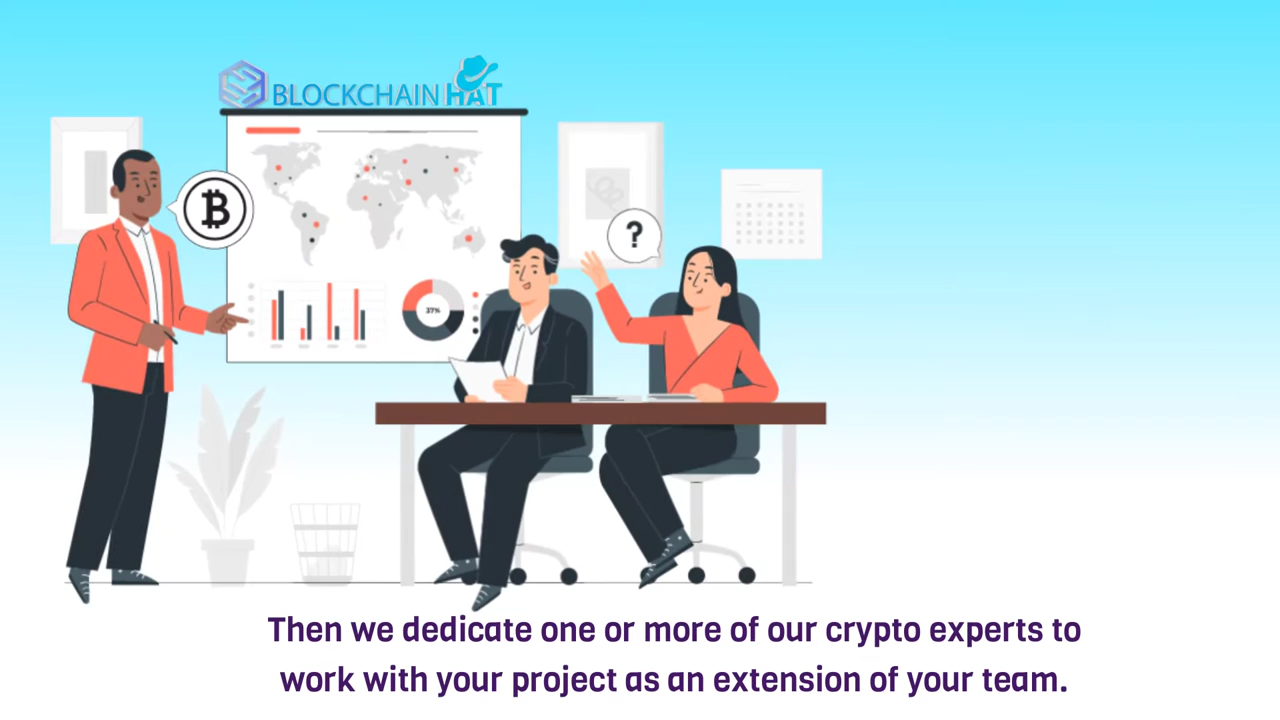 BLOCKCHAIN HAT
₿
?
37%
Then we dedicate one or more of our crypto experts to
work with your project as an extension of your team.